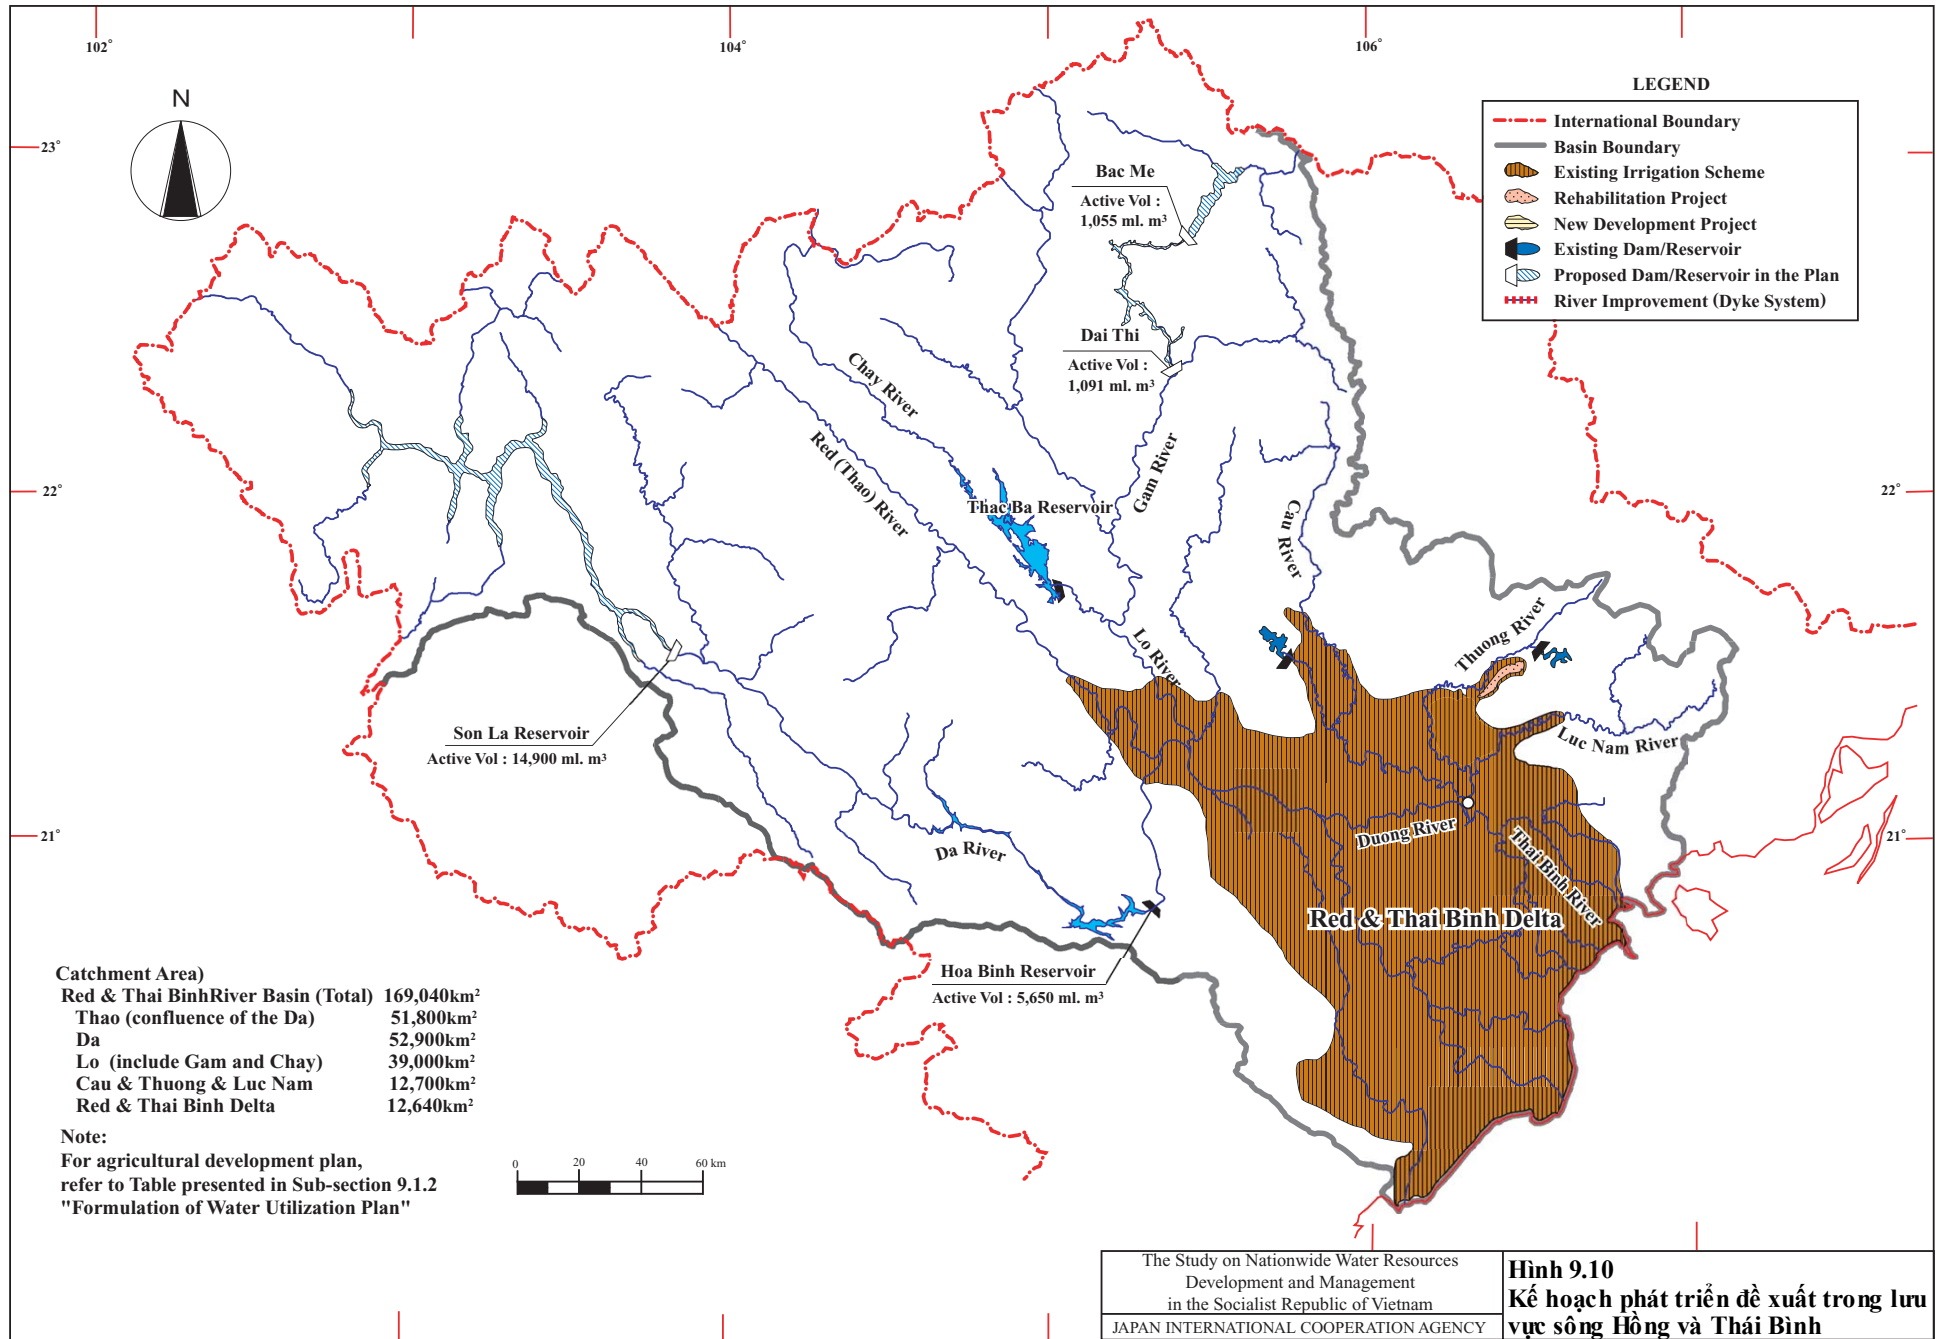 102°
104°
106°
N
23°
LEGEND
International Boundary
Basin Boundary
Existing Irrigation Scheme
Rehabilitation Project
New Development Project
Existing Dam/Reservoir
Proposed Dam/Reservoir in the Plan
River Improvement (Dyke System)
Bac Me
Active Vol :
1,055 ml. m³
Dai Thi
Active Vol :
1,091 ml. m³
Chay River
Red (Thao) River
Gam River
22°
22°
Thac Ba Reservoir
Cau River
Lo River
Thuong River
Luc Nam River
Son La Reservoir
Active Vol : 14,900 ml. m³
21°
21°
Da River
Duong River
Thai Binh River
Red & Thai Binh Delta
Hoa Binh Reservoir
Active Vol : 5,650 ml. m³
Catchment Area)
Red & Thai BinhRiver Basin (Total) 169,040km²
Thao (confluence of the Da) 51,800km²
Da 52,900km²
Lo (include Gam and Chay) 39,000km²
Cau & Thuong & Luc Nam 12,700km²
Red & Thai Binh Delta 12,640km²
Note:
For agricultural development plan,
refer to Table presented in Sub-section 9.1.2
"Formulation of Water Utilization Plan"
0 20 40 60 km
The Study on Nationwide Water Resources
Development and Management
in the Socialist Republic of Vietnam
JAPAN INTERNATIONAL COOPERATION AGENCY
Hình 9.10
Kế hoạch phát triển đề xuất trong lưu
vực sông Hồng và Thái Bình